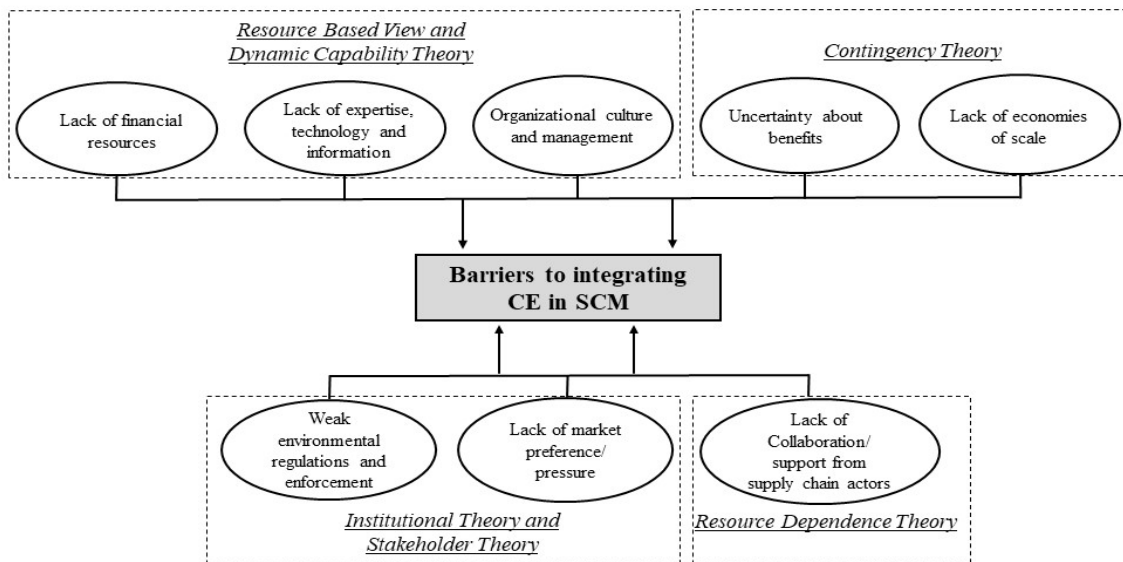 Resource Based View and
Dynamic Capability Theory
Contingency Theory
Lack of financial
resources
Lack of expertise,
technology and
information
Organizational culture
and management
Uncertainty about
benefits
Lack of economies
of scale
Barriers to integrating
CE in SCM
Weak
environmental
regulations and
enforcement
Lack of market
preference/
pressure
Lack of
Collaboration/
support from
supply chain actors
Institutional Theory and
Stakeholder Theory
Resource Dependence Theory